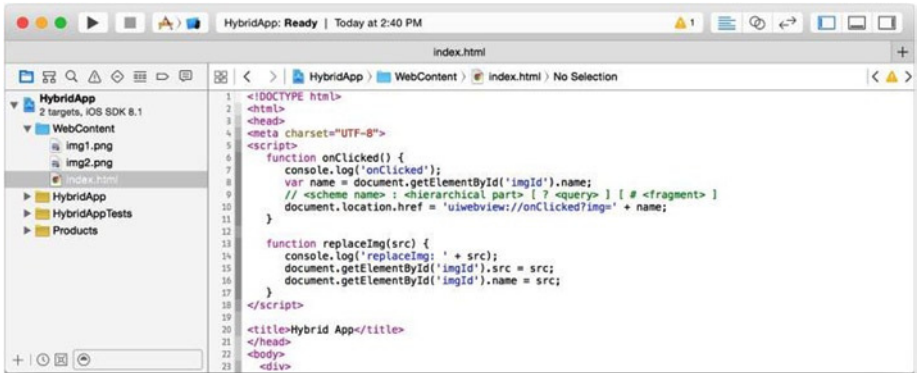 HybridApp: Ready | Today at 2:40 PM
1
index.html
HybridApp
2 targets, iOS SDK 8.1
WebContent
img1.png
img2.png
index.html
HybridApp
HybridAppTests
Products
HybridApp WebContent index.html No Selection
1 <!DOCTYPE html>
2 <html>
3 <head>
4 <meta charset="UTF-8">
5 <script>
6 function onClicked() {
7 console.log('onClicked');
8 var name = document.getElementById('imgId').name;
9 // <scheme name> : <hierarchical part> [ ? <query> ] [ # <fragment> ]
10 document.location.href = 'uiwebview://onClicked?img=' + name;
11 }
12
13 function replaceImg(src) {
14 console.log('replaceImg: ' + src);
15 document.getElementById('imgId').src = src;
16 document.getElementById('imgId').name = src;
17 }
18 </script>
19
20 <title>Hybrid App</title>
21 </head>
22 <body>
23 <div>